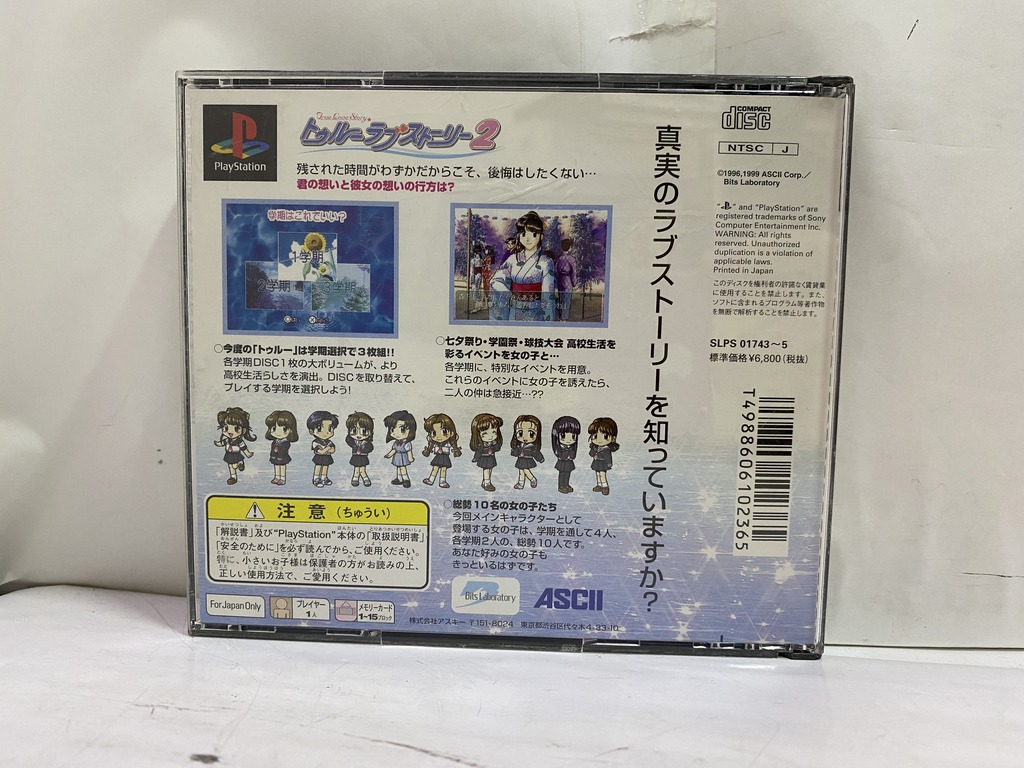 PlayStation
True Love Story
トゥルーラブストーリー2
残された時間がわずかだからこそ、後悔はしたくない…
君の想いと彼女の想いの行方は?
学期はこれでいい?
1学期
2学期
3学期
○今度の「トゥルー」は学期選択で3枚組!!
各学期DISC1枚の大ボリュームが、より
高校生活らしさを演出。DISCを取り替えて、
プレイする学期を選択しよう!
○七夕祭り・学園祭・球技大会 高校生活を
彩るイベントを女の子と…
各学期に、特別なイベントを用意。
これらのイベントに女の子を誘えたら、
二人の仲は急接近…??
真実のラブストーリーを知っていますか?
○総勢10名の女の子たち
今回メインキャラクターとして
登場する女の子は、学期を通して4人、
各学期2人の、総勢10人です。
あなた好みの女の子も
きっといるはずです。
注意(ちゅうい)
「解説書」及び"PlayStation"本体の「取扱説明書」
「安全のために」を必ず読んでから、ご使用ください。
特に、小さいお子様は保護者の方がお読みの上、
正しい使用方法で、ご愛用ください。
For Japan Only
プレイヤー
1人
メモリーカード
1~15ブロック
Bits Laboratory
ASCII
株式会社アスキー 〒151-8024 東京都渋谷区代々木4-33-10
COMPACT
disc
NTSC J
©1996,1999 ASCII Corp./
Bits Laboratory
" " and "PlayStation" are
registered trademarks of Sony
Computer Entertainment Inc.
WARNING: All rights
reserved. Unauthorized
duplication is a violation of
applicable laws.
Printed in Japan
このディスクを権利者の許諾なく賃貸業
に使用することを禁止します。また、
ソフトに含まれるプログラム等著作物
を無断で解析することを禁止します。
SLPS 01743~5
標準価格¥6,800(税抜)
T4988606102365